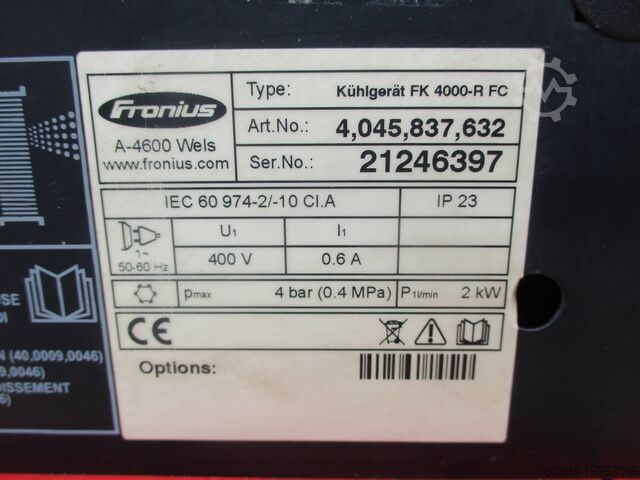 Fronius
A-4600 Wels
www.fronius.com
Type: Kühlgerät FK 4000-R FC
Art.No.: 4,045,837,632
Ser.No.: 21246397
IEC 60 974-2/-10 Cl.A IP 23
1~
50-60 Hz
U1 I1
400 V 0.6 A
pmax 4 bar (0.4 MPa) P1l/min 2 kW
CE
Options:
N (40,0009,0046)
9,0046)
DISSEMENT
6)